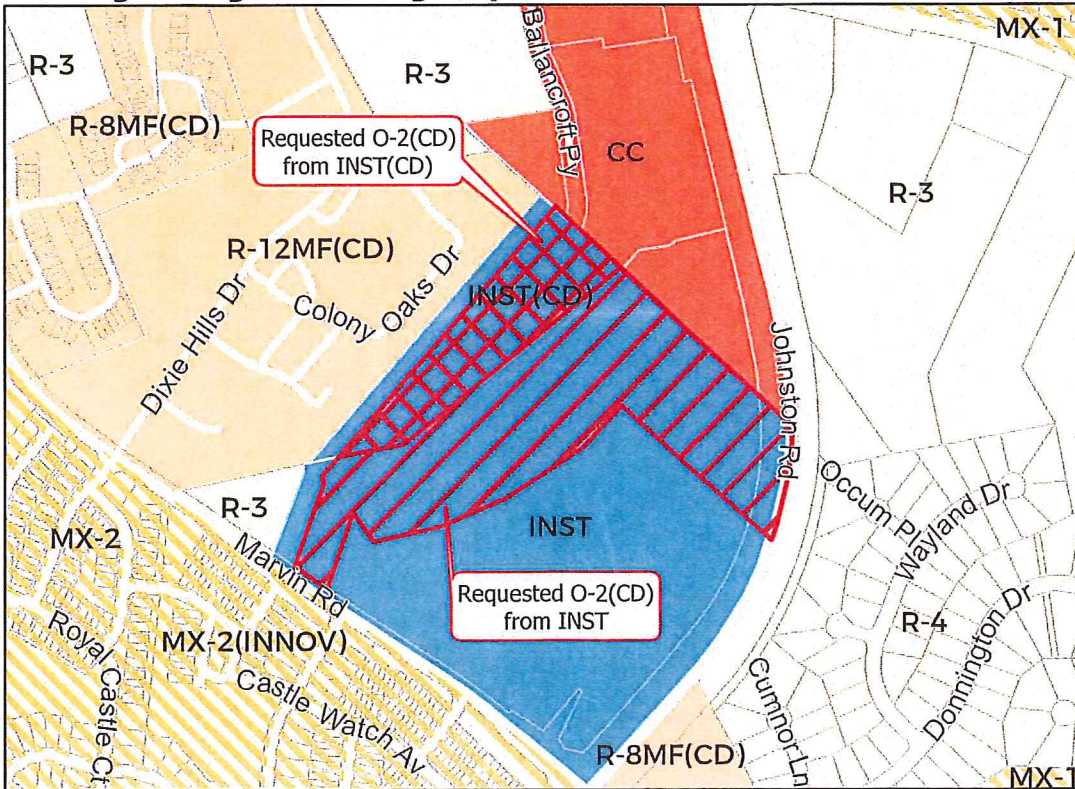 MX-1
R-3
R-3
Ballancroft Py
R-8MF(CD)
Requested O-2(CD)
from INST(CD)
CC
R-3
R-12MF(CD)
INST(CD)
Colony Oaks Dr
Dixie Hills Dr
Johnston Rd
Occum Pl
Wayland Dr
R-3
INST
MX-2
Marvin Rd
Requested O-2(CD)
from INST
R-4
Donnington Dr
Royal Castle Ct
MX-2(INNOV)
Castle Watch Av
Cumnor Ln
R-8MF(CD)
MX-1